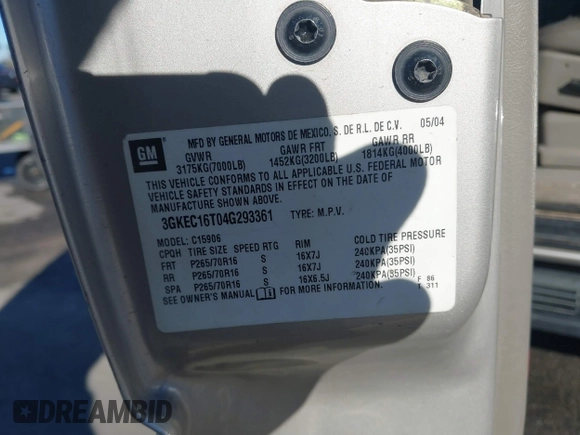 GM
MFD BY GENERAL MOTORS DE MEXICO, S. DE R.L. DE C.V. 05/04
GVWR GAWR FRT GAWR RR
3175KG(7000LB) 1452KG(3200LB) 1814KG(4000LB)
THIS VEHICLE CONFORMS TO ALL APPLICABLE U.S. FEDERAL MOTOR
VEHICLE SAFETY STANDARDS IN EFFECT ON THE DATE OF
MANUFACTURE SHOWN ABOVE.
3GKEC16T04G293361 TYPE: M.P.V.
MODEL: C15906
CPQH TIRE SIZE SPEED RTG RIM COLD TIRE PRESSURE
FRT P265/70R16 S 16X7J 240KPA(35PSI)
RR P265/70R16 S 16X7J 240KPA(35PSI)
SPA P265/70R16 S 16X6.5J 240KPA(35PSI) F 86
SEE OWNER'S MANUAL FOR MORE INFORMATION. T 311
DREAMBID